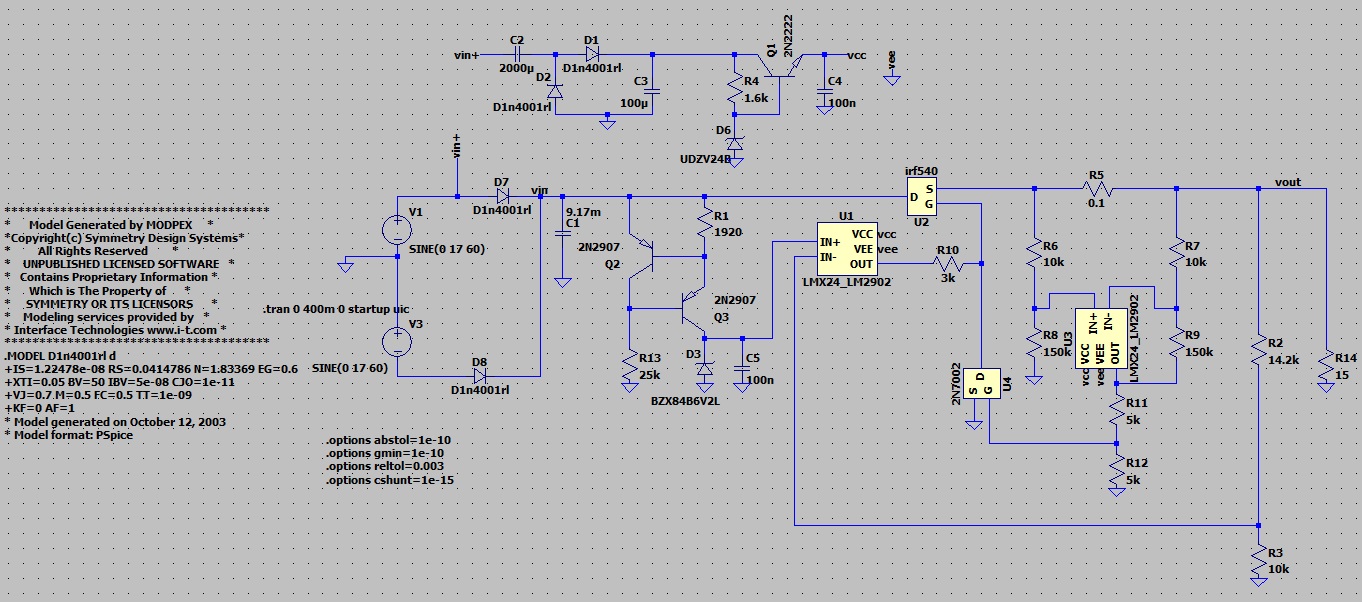 C2
D1
Q1
2N2222
vin+
vcc
vee
2000µ
D1n4001rl
D2
C3
R4
C4
D1n4001rl
100µ
1.6k
100n
D6
UDZV24B
vin+
D7
vin
D1n4001rl
irf540
D
S
G
U2
R5
0.1
vout
***********************************
* Model Generated by MODPEX *
*Copyright(c) Symmetry Design Systems*
* All Rights Reserved *
* UNPUBLISHED LICENSED SOFTWARE *
* Contains Proprietary Information *
* Which is The Property of *
* SYMMETRY OR ITS LICENSORS *
* Modeling services provided by *
* Interface Technologies www.i-t.com *
***********************************
.MODEL D1n4001rl d
+IS=1.22478e-08 RS=0.0414786 N=1.83369 EG=0.6
+XTI=0.05 BV=50 IBV=5e-08 CJO=1e-11
+VJ=0.7 M=0.5 FC=0.5 TT=1e-09
+KF=0 AF=1
* Model generated on October 12, 2003
* Model format: PSpice
V1
+
−
SINE(0 17 60)
9.17m
C1
2N2907
Q2
R1
1920
U1
IN+
IN-
VCC
VEE
OUT
vcc
vee
LMX24_LM2902
R10
3k
R6
10k
R7
10k
.tran 0 400m 0 startup uic
V3
+
−
SINE(0 17 60)
2N2907
Q3
D8
D1n4001rl
R13
25k
D3
BZX84B6V2L
C5
100n
R8
150k
U3
IN+
IN-
VCC
VEE
OUT
vcc
vee
LMX24_LM2902
R9
150k
R2
14.2k
R14
15
2N7002
D
S
G
U4
R11
5k
R12
5k
.options abstol=1e-10
.options gmin=1e-10
.options reltol=0.003
.options cshunt=1e-15
R3
10k